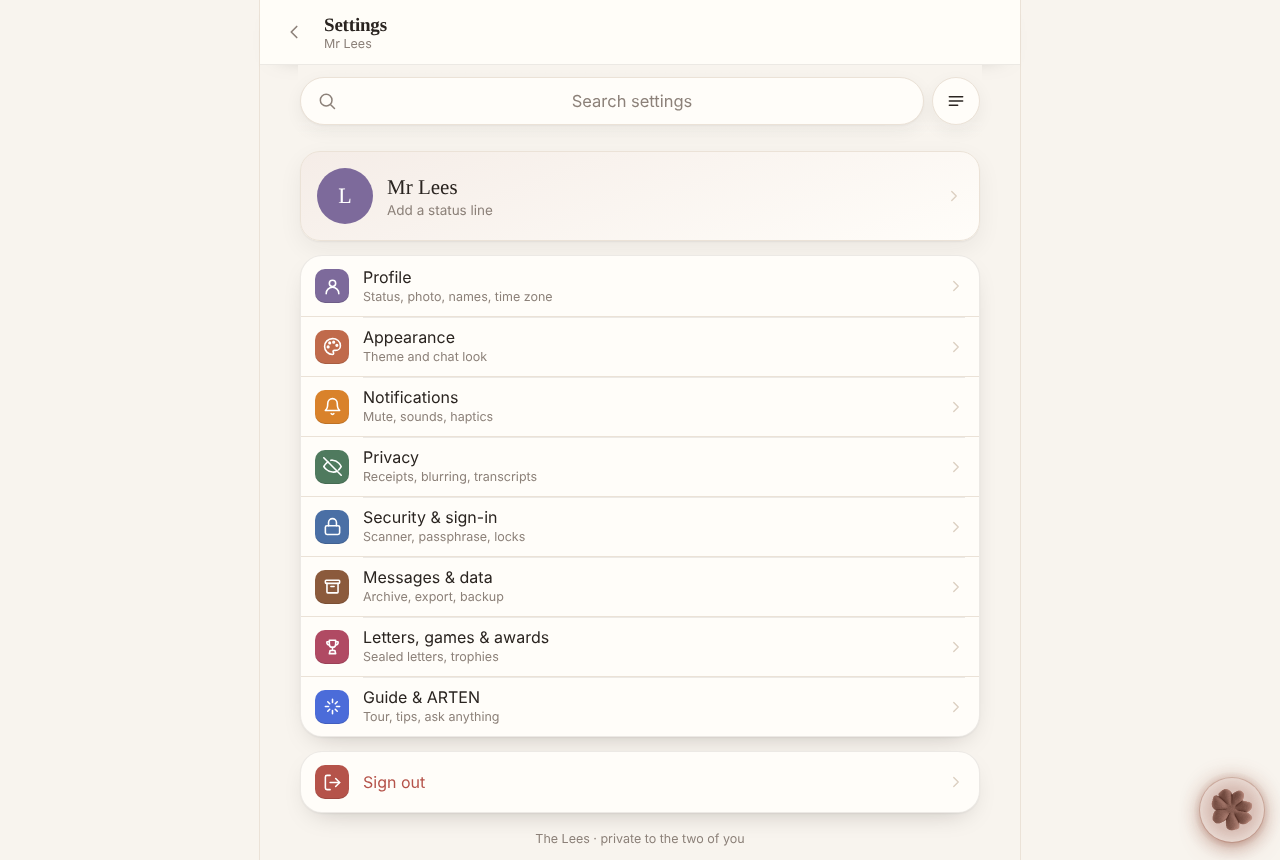 Settings
Mr Lees
Search settings
L
Mr Lees
Add a status line
Profile
Status, photo, names, time zone
Appearance
Theme and chat look
Notifications
Mute, sounds, haptics
Privacy
Receipts, blurring, transcripts
Security & sign-in
Scanner, passphrase, locks
Messages & data
Archive, export, backup
Letters, games & awards
Sealed letters, trophies
Guide & ARTEN
Tour, tips, ask anything
Sign out
The Lees · private to the two of you